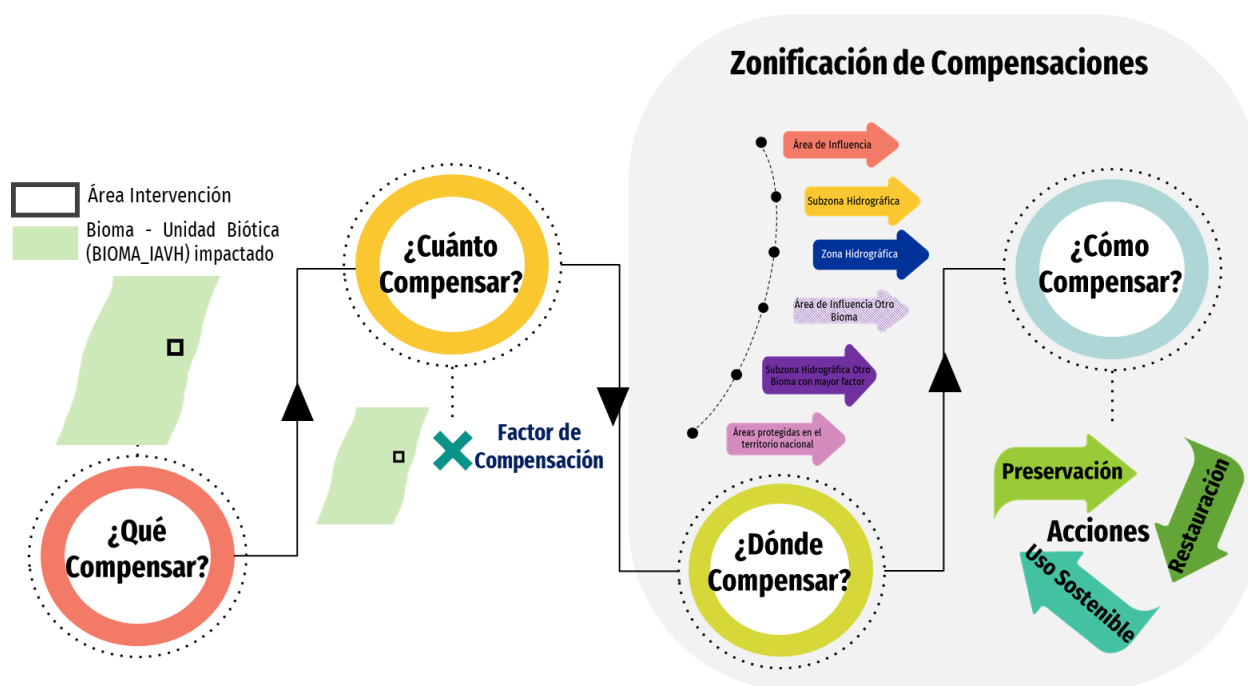 Zonificación de Compensaciones
Área Intervención
Bioma - Unidad Biótica
(BIOMA_IAVH) impactado
¿Qué
Compensar?
¿Cuánto
Compensar?
Factor de
Compensación
Área de Influencia
Subzona Hidrográfica
Zona Hidrográfica
Área de Influencia Otro
Bioma
Subzona Hidrográfica Otro
Bioma con mayor factor
Áreas protegidas en el
territorio nacional
¿Dónde
Compensar?
¿Cómo
Compensar?
Preservación
Restauración
Acciones
Uso Sostenible